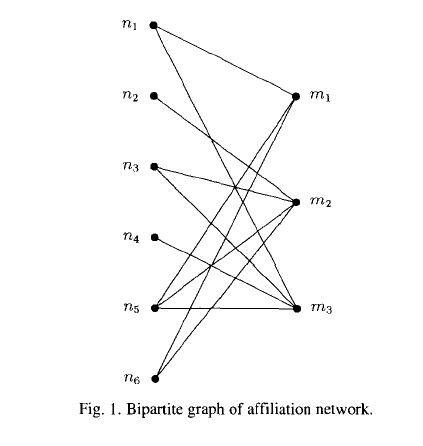 n₁
n₂
m₁
n₃
m₂
n₄
n₅
m₃
n₆
Fig. 1. Bipartite graph of affiliation network.